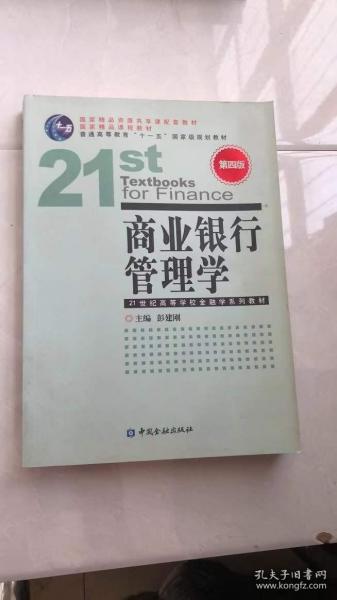 国家精品资源共享课配套教材
国家精品课程教材
普通高等教育"十一五"国家级规划教材
十一五
21st
Textbooks
for Finance
第四版
商业银行
管理学
21世纪高等学校金融学系列教材
主编 彭建刚
中国金融出版社
孔夫子旧书网